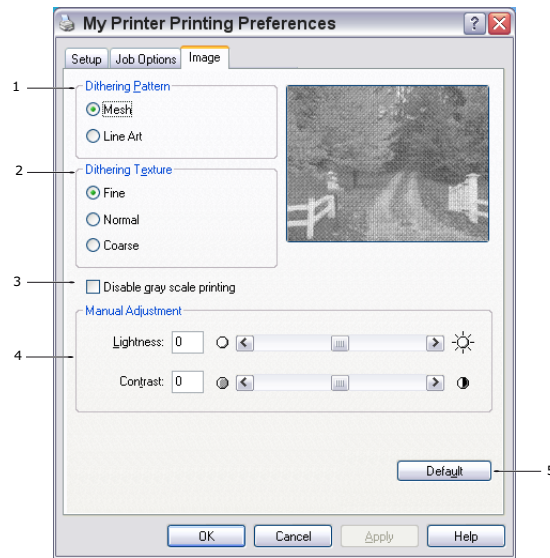 My Printer Printing Preferences
Setup Job Options Image
1
Dithering Pattern
Mesh
Line Art
2
Dithering Texture
Fine
Normal
Coarse
3
Disable gray scale printing
Manual Adjustment
4
Lightness: 0
Contrast: 0
Default
5
OK Cancel Apply Help